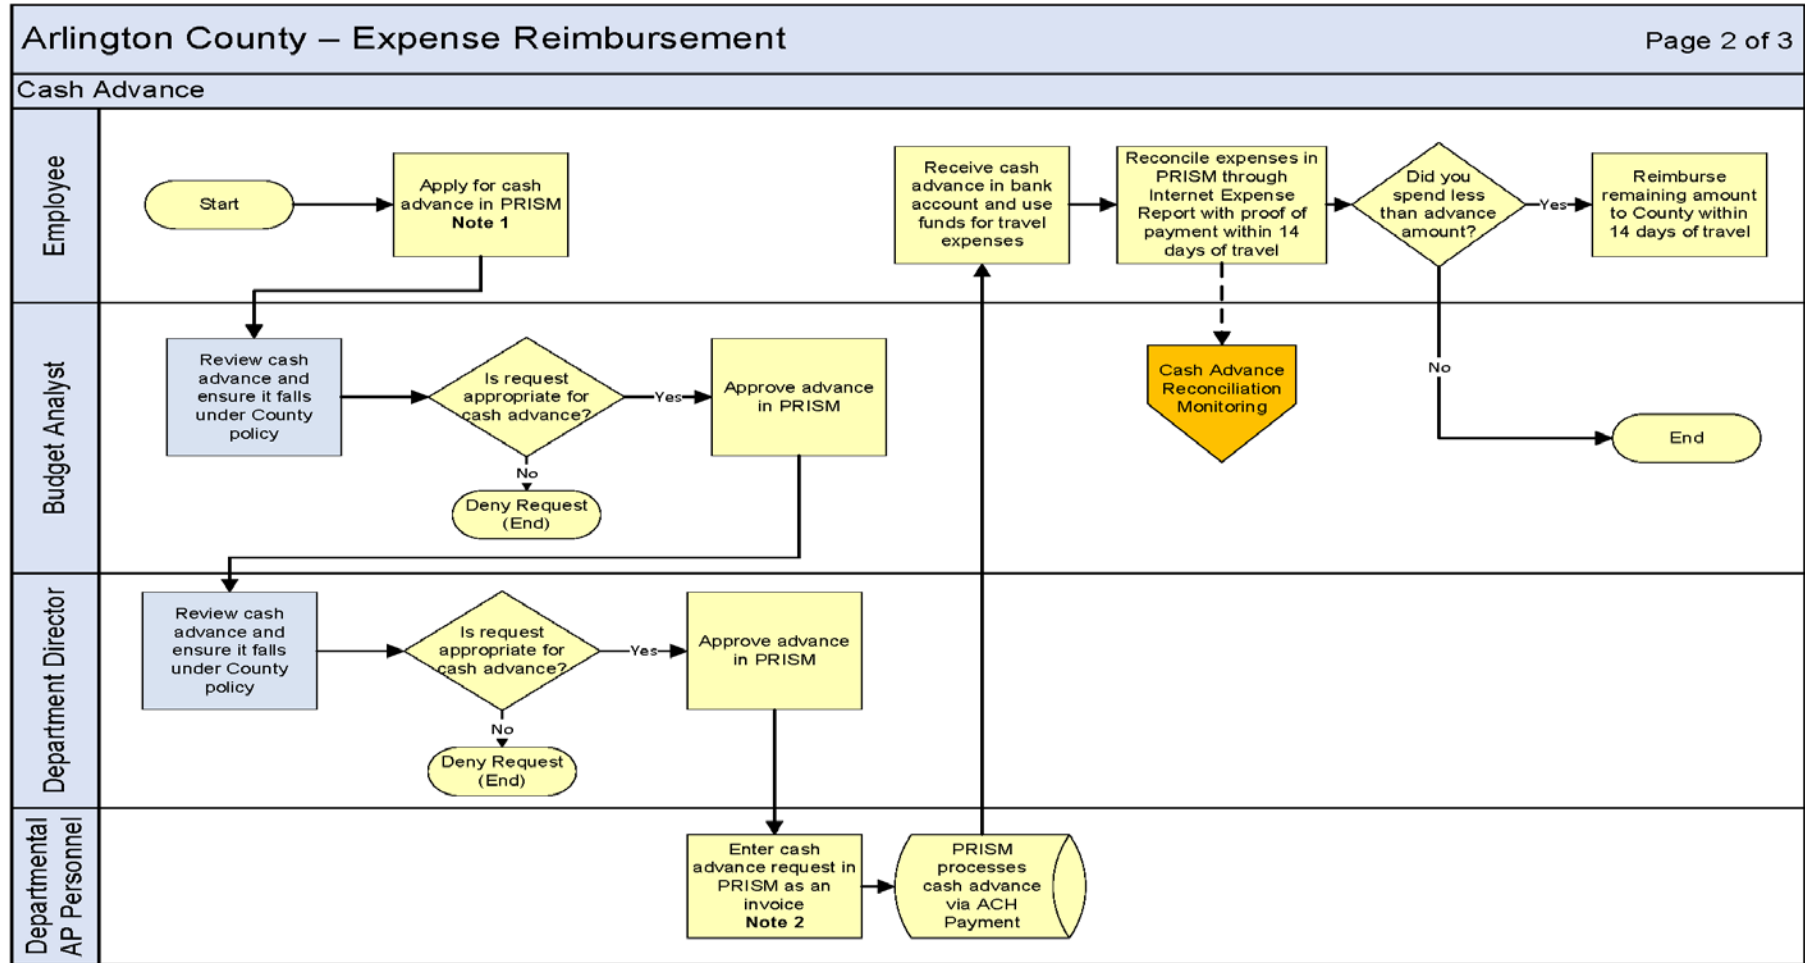 Arlington County – Expense Reimbursement
Page 2 of 3
Cash Advance
Employee
Start
Apply for cash
advance in PRISM
Note 1
Receive cash
advance in bank
account and use
funds for travel
expenses
Reconcile expenses in
PRISM through
Internet Expense
Report with proof of
payment within 14
days of travel
Did you
spend less
than advance
amount?
Yes
Reimburse
remaining amount
to County within
14 days of travel
No
End
Budget Analyst
Review cash
advance and
ensure it falls
under County
policy
Is request
appropriate for
cash advance?
Yes
Approve advance
in PRISM
No
Deny Request
(End)
Cash Advance
Reconciliation
Monitoring
Department Director
Review cash
advance and
ensure it falls
under County
policy
Is request
appropriate for
cash advance?
Yes
Approve advance
in PRISM
No
Deny Request
(End)
Departmental
AP Personnel
Enter cash
advance request in
PRISM as an
invoice
Note 2
PRISM
processes
cash advance
via ACH
Payment